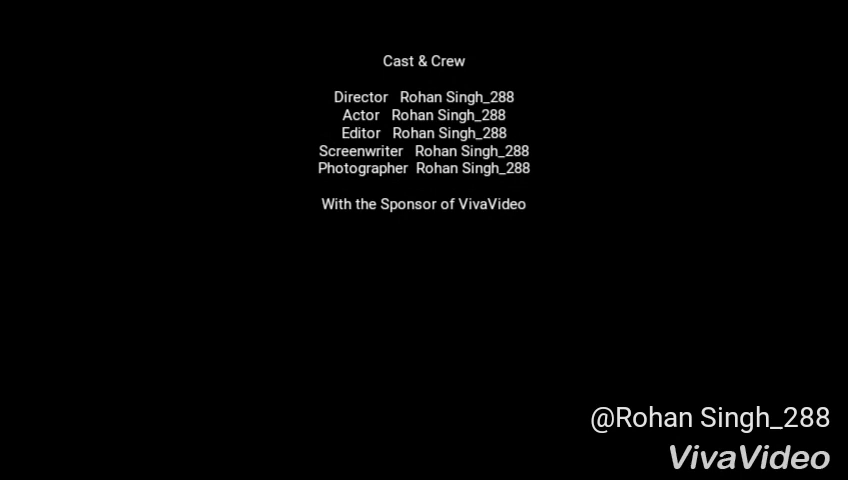 Cast & Crew
Director Rohan Singh_288
Actor Rohan Singh_288
Editor Rohan Singh_288
Screenwriter Rohan Singh_288
Photographer Rohan Singh_288
With the Sponsor of VivaVideo
@Rohan Singh_288
VivaVideo